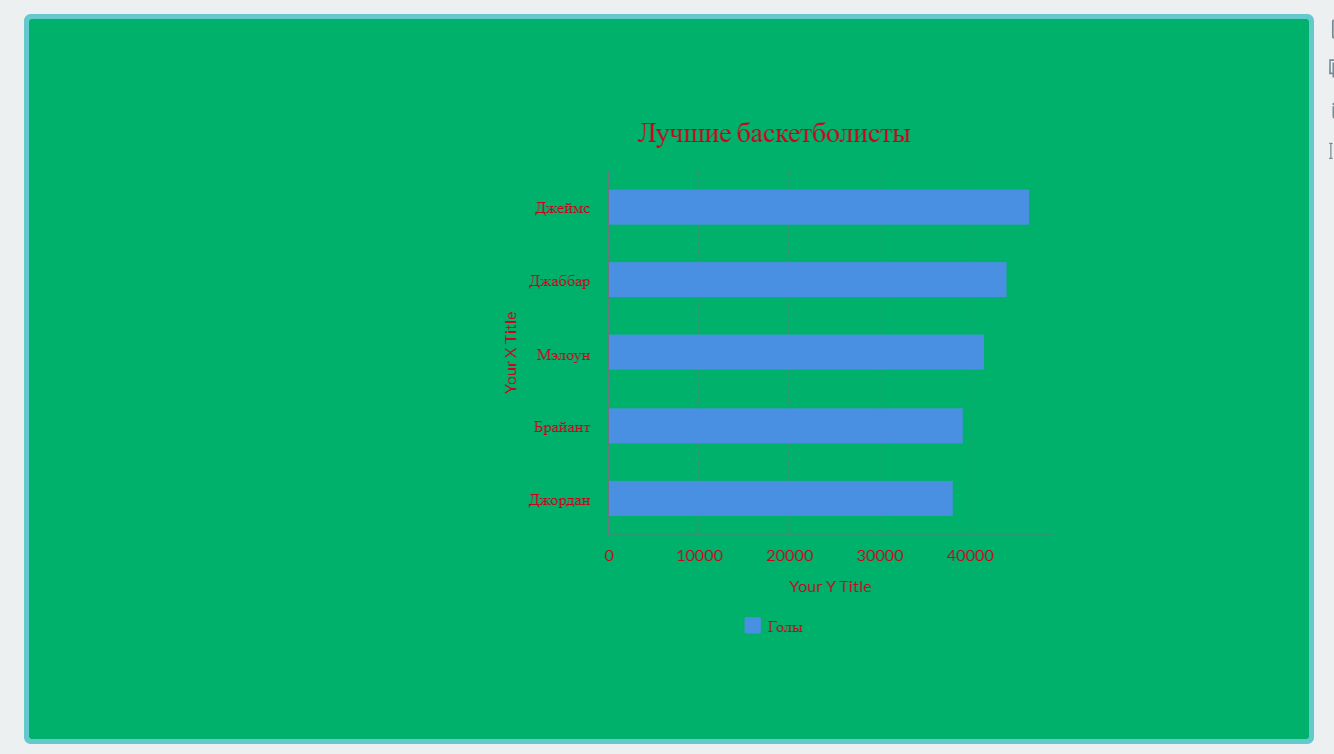 Лучшие баскетболисты
Джеймс
Джаббар
Your X Title
Мэлоун
Брайант
Джордан
0 10000 20000 30000 40000
Your Y Title
Голы